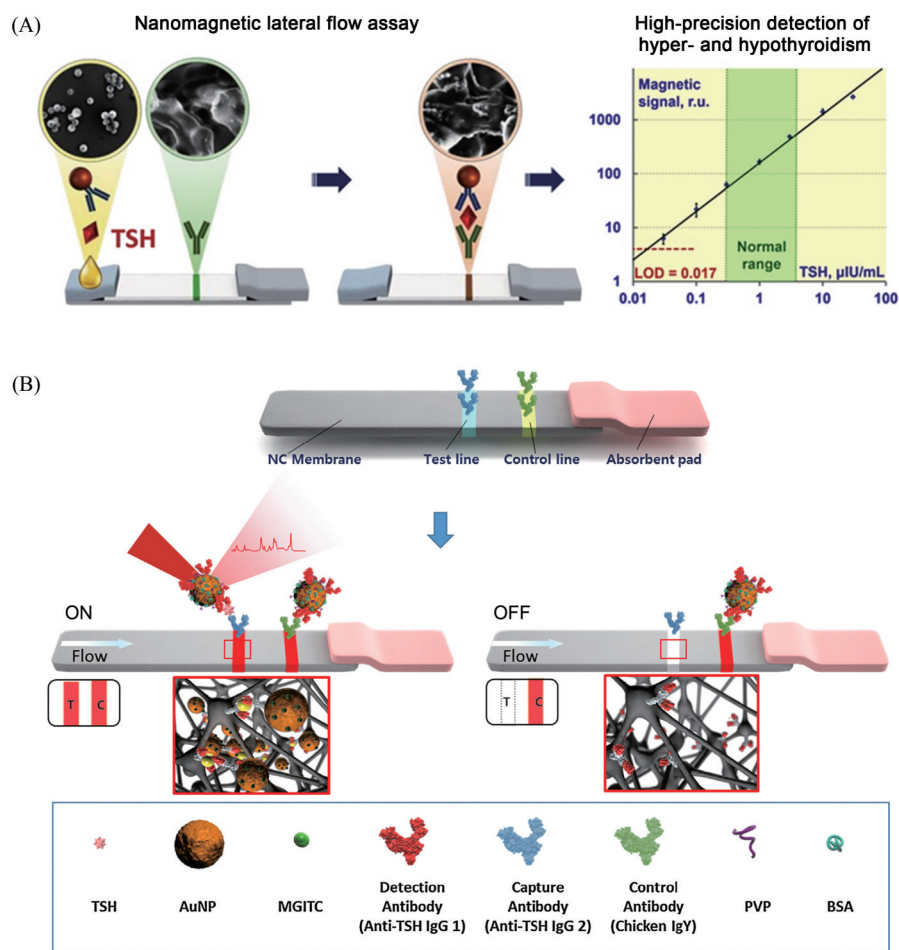 (A)
Nanomagnetic lateral flow assay
High-precision detection of
hyper- and hypothyroidism
TSH
Magnetic
signal, r.u.
1000
100
10
1
LOD = 0.017
Normal
range
TSH, µIU/mL
0.01
0.1
1
10
100
(B)
NC Membrane
Test line
Control line
Absorbent pad
ON
Flow
T
C
OFF
Flow
T
C
TSH
AuNP
MGITC
Detection
Antibody
(Anti-TSH IgG 1)
Capture
Antibody
(Anti-TSH IgG 2)
Control
Antibody
(Chicken IgY)
PVP
BSA